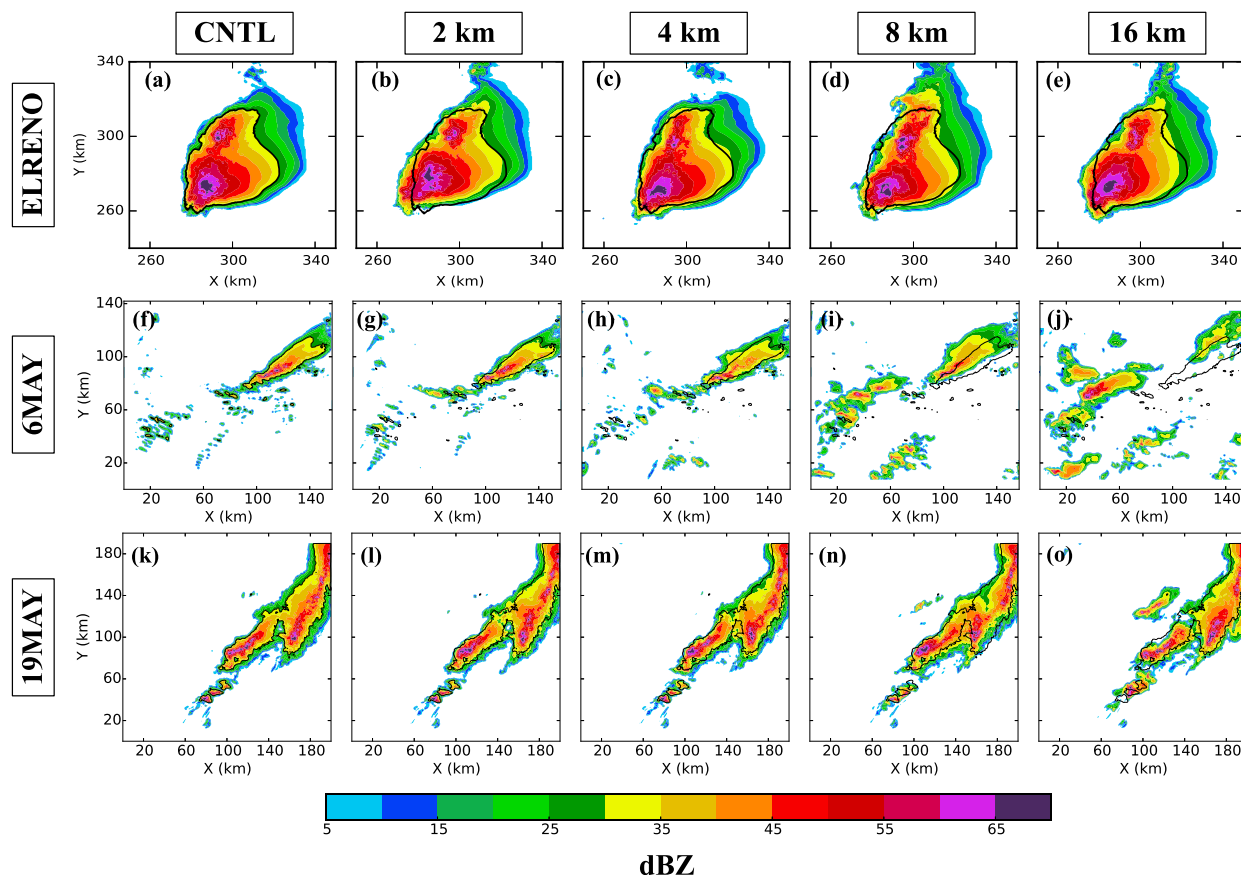 CNTL 2 km 4 km 8 km 16 km
ELRENO
340
300
260
Y (km)
(a) (b) (c) (d) (e)
260 300 340 260 300 340 260 300 340 260 300 340 260 300 340
X (km) X (km) X (km) X (km) X (km)
6MAY
140
100
60
20
Y (km)
(f) (g) (h) (i) (j)
20 60 100 140 20 60 100 140 20 60 100 140 20 60 100 140 20 60 100 140
X (km) X (km) X (km) X (km) X (km)
19MAY
180
140
100
60
20
Y (km)
(k) (l) (m) (n) (o)
20 60 100 140 180 20 60 100 140 180 20 60 100 140 180 20 60 100 140 180 20 60 100 140 180
X (km) X (km) X (km) X (km) X (km)
5 15 25 35 45 55 65
dBZ